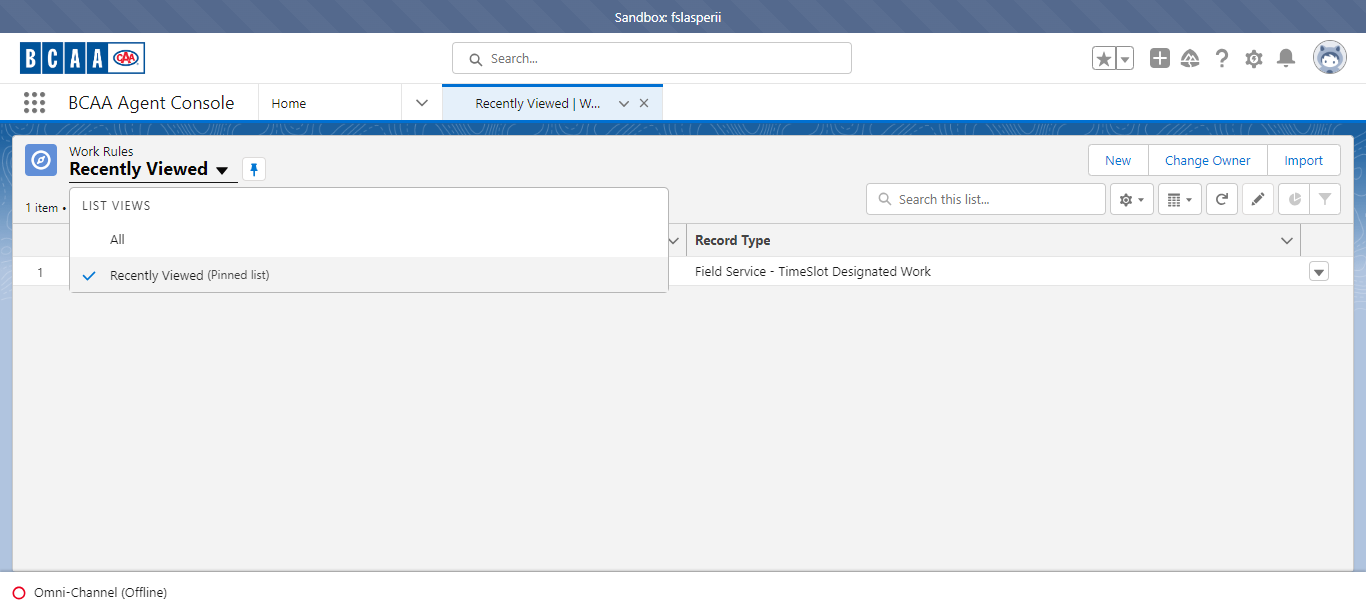 Sandbox: fslasperii
BCAA CAA
Search...
BCAA Agent Console
Home
Recently Viewed | W...
Work Rules
Recently Viewed
New
Change Owner
Import
1 item •
Search this list...
LIST VIEWS
All
Recently Viewed (Pinned list)
Record Type
1
Field Service - TimeSlot Designated Work
Omni-Channel (Offline)